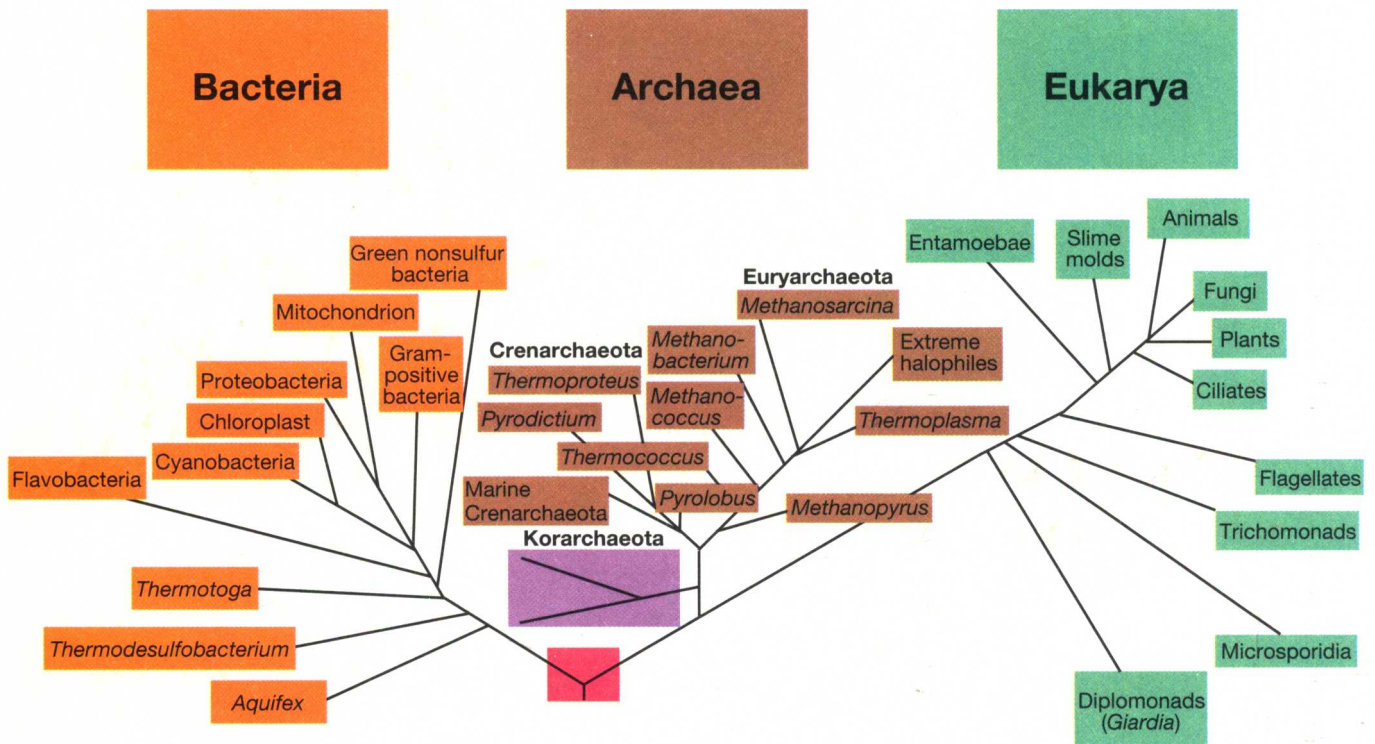 Bacteria
Archaea
Eukarya
Green nonsulfur
bacteria
Mitochondrion
Gram-
positive
bacteria
Proteobacteria
Chloroplast
Cyanobacteria
Flavobacteria
Thermotoga
Thermodesulfobacterium
Aquifex
Crenarchaeota
Thermoproteus
Pyrodictium
Thermococcus
Marine
Crenarchaeota
Pyrolobus
Korarchaeota
Euryarchaeota
Methanosarcina
Methano-
bacterium
Methano-
coccus
Extreme
halophiles
Thermoplasma
Methanopyrus
Entamoebae
Slime
molds
Animals
Fungi
Plants
Ciliates
Flagellates
Trichomonads
Microsporidia
Diplomonads
(Giardia)